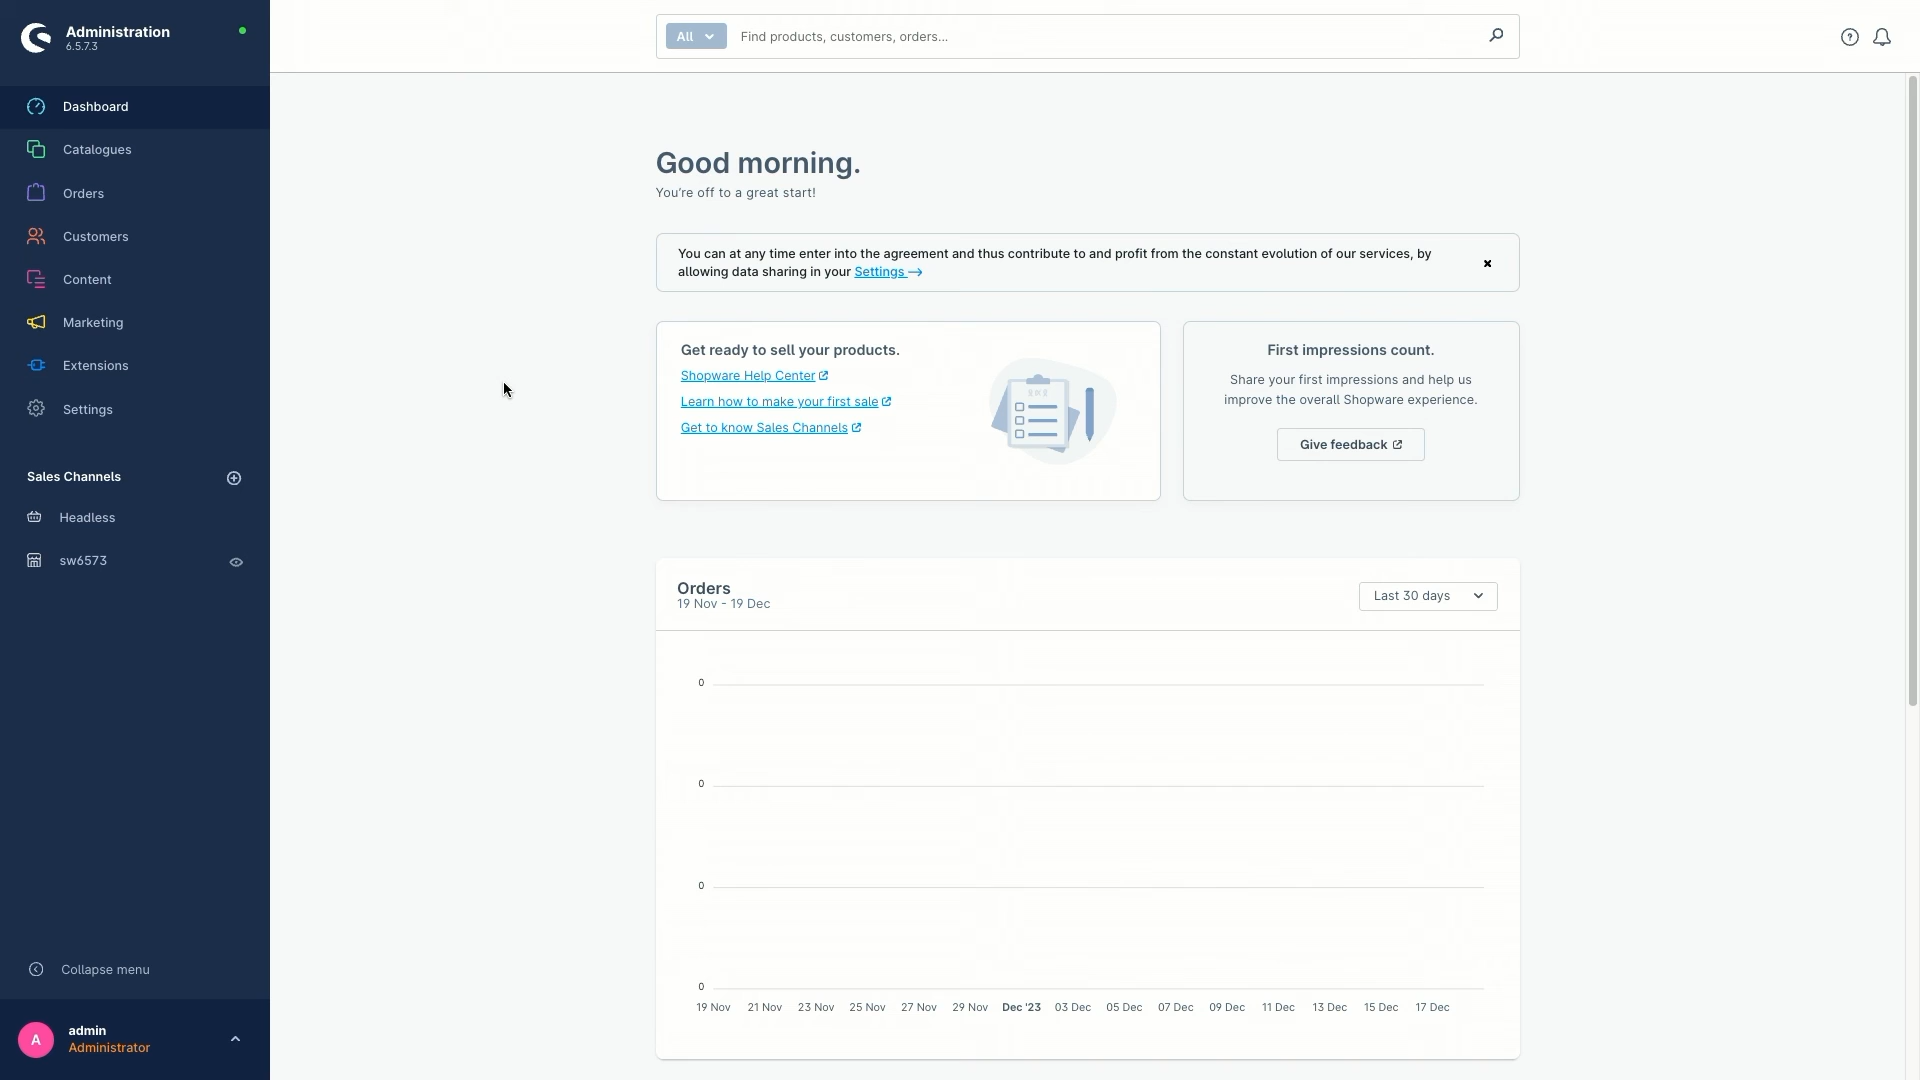 Administration
6.5.7.3
Dashboard
Catalogues
Orders
Customers
Content
Marketing
Extensions
Settings
Sales Channels
Headless
sw6573
Collapse menu
A
admin
Administrator
All
Find products, customers, orders...
Good morning.
You're off to a great start!
You can at any time enter into the agreement and thus contribute to and profit from the constant evolution of our services, by
allowing data sharing in your Settings
Get ready to sell your products.
Shopware Help Center
Learn how to make your first sale
Get to know Sales Channels
First impressions count.
Share your first impressions and help us
improve the overall Shopware experience.
Give feedback
Orders
19 Nov - 19 Dec
Last 30 days
0
0
0
0
19 Nov 21 Nov 23 Nov 25 Nov 27 Nov 29 Nov Dec '23 03 Dec 05 Dec 07 Dec 09 Dec 11 Dec 13 Dec 15 Dec 17 Dec